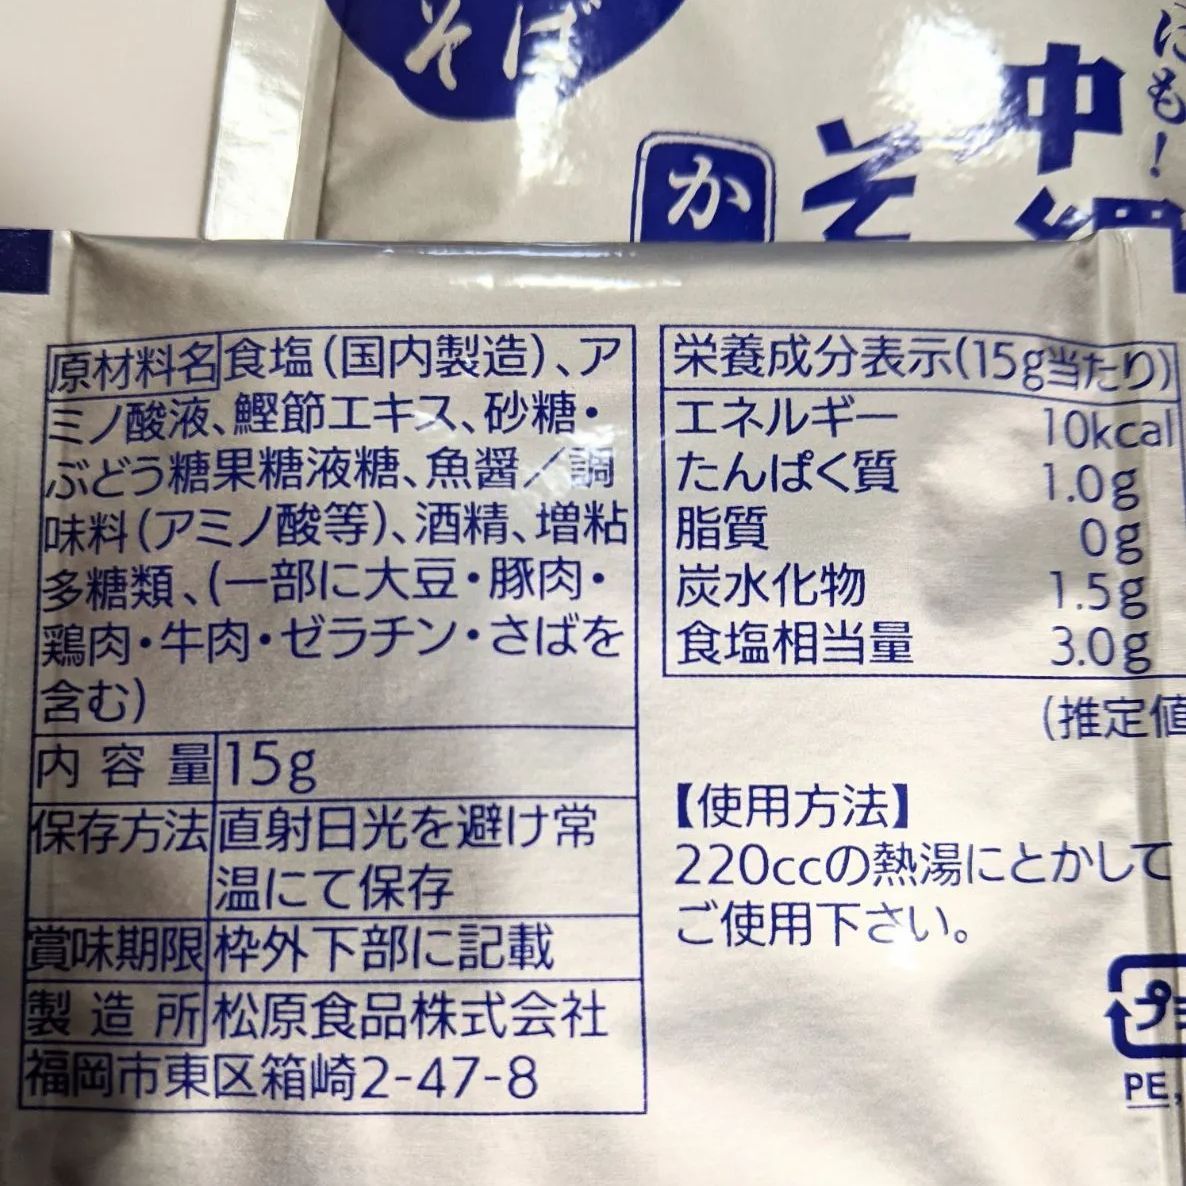 そば
にも！
中
そ
か
原材料名 食塩(国内製造)、ア
ミノ酸液、鰹節エキス、砂糖・
ぶどう糖果糖液糖、魚醤／調
味料(アミノ酸等)、酒精、増粘
多糖類、(一部に大豆・豚肉・
鶏肉・牛肉・ゼラチン・さばを
含む)
内容量 15g
保存方法 直射日光を避け常
温にて保存
賞味期限 枠外下部に記載
製造所 松原食品株式会社
福岡市東区箱崎2-47-8
栄養成分表示(15g当たり)
エネルギー 10kcal
たんぱく質 1.0g
脂質 0g
炭水化物 1.5g
食塩相当量 3.0g
(推定値
【使用方法】
220ccの熱湯にとかして
ご使用下さい。
プ
PE,